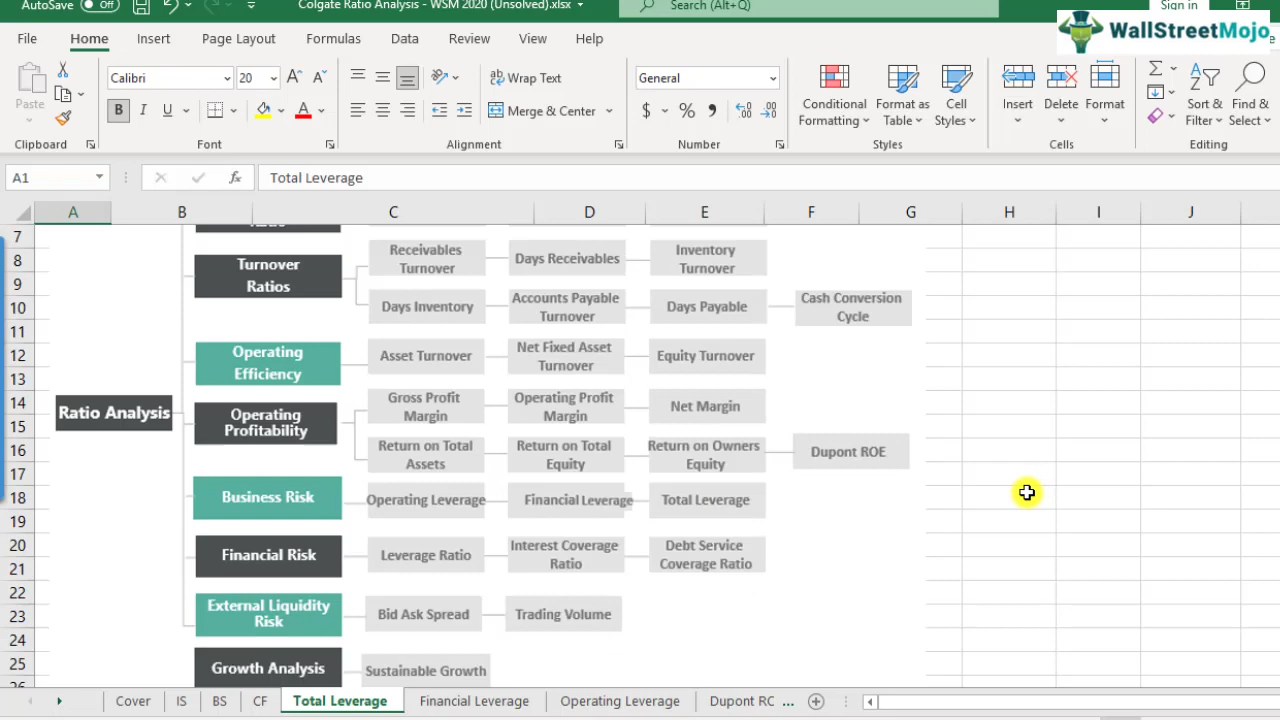 AutoSave Off Colgate Ratio Analysis - WSM 2020 (Unsolved).xlsx Search (Alt+Q) Sign in
WallStreetMojo
File Home Insert Page Layout Formulas Data Review View Help
Paste
Clipboard
Calibri 20
B I U
Font
Wrap Text
Merge & Center
Alignment
General
$ %
Number
Conditional Formatting
Format as Table
Cell Styles
Styles
Insert Delete Format
Cells
Sort & Filter
Find & Select
Editing
A1 fx Total Leverage
A B C D E F G H I J
7
8
9
10
11
12
13
14
15
16
17
18
19
20
21
22
23
24
25
Ratio Analysis
Turnover
Ratios
Receivables
Turnover
Days Receivables
Inventory
Turnover
Days Inventory
Accounts Payable
Turnover
Days Payable
Cash Conversion
Cycle
Operating
Efficiency
Asset Turnover
Net Fixed Asset
Turnover
Equity Turnover
Operating
Profitability
Gross Profit
Margin
Operating Profit
Margin
Net Margin
Return on Total
Assets
Return on Total
Equity
Return on Owners
Equity
Dupont ROE
Business Risk
Operating Leverage
Financial Leverage
Total Leverage
Financial Risk
Leverage Ratio
Interest Coverage
Ratio
Debt Service
Coverage Ratio
External Liquidity
Risk
Bid Ask Spread
Trading Volume
Growth Analysis
Sustainable Growth
Cover IS BS CF Total Leverage Financial Leverage Operating Leverage Dupont RC ...